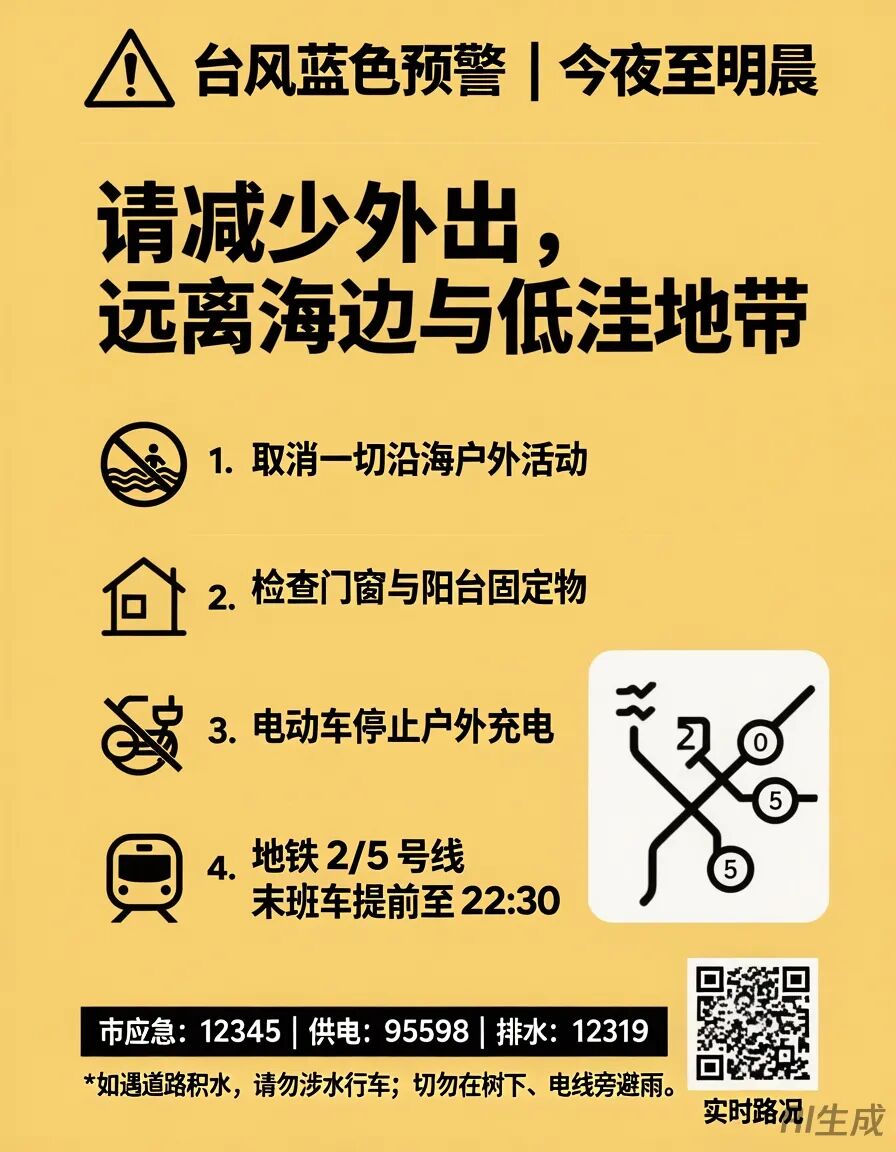 台风蓝色预警 | 今夜至明晨
请减少外出，
远离海边与低洼地带
1. 取消一切沿海户外活动
2. 检查门窗与阳台固定物
3. 电动车停止户外充电
4. 地铁 2/5 号线
末班车提前至 22:30
2
0
5
5
市应急：12345 | 供电：95598 | 排水：12319
*如遇道路积水，请勿涉水行车；切勿在树下、电线旁避雨。
实时路况
AI生成